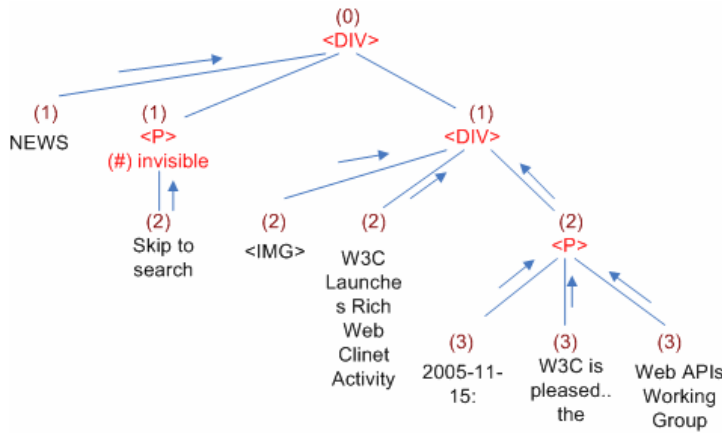 (0)
<DIV>
(1)
NEWS
(1)
<P>
(#) invisible
(1)
<DIV>
(2)
Skip to
search
(2)
<IMG>
(2)
W3C
Launche
s Rich
Web
Clinet
Activity
(2)
<P>
(3)
2005-11-
15:
(3)
W3C is
pleased..
the
(3)
Web APIs
Working
Group